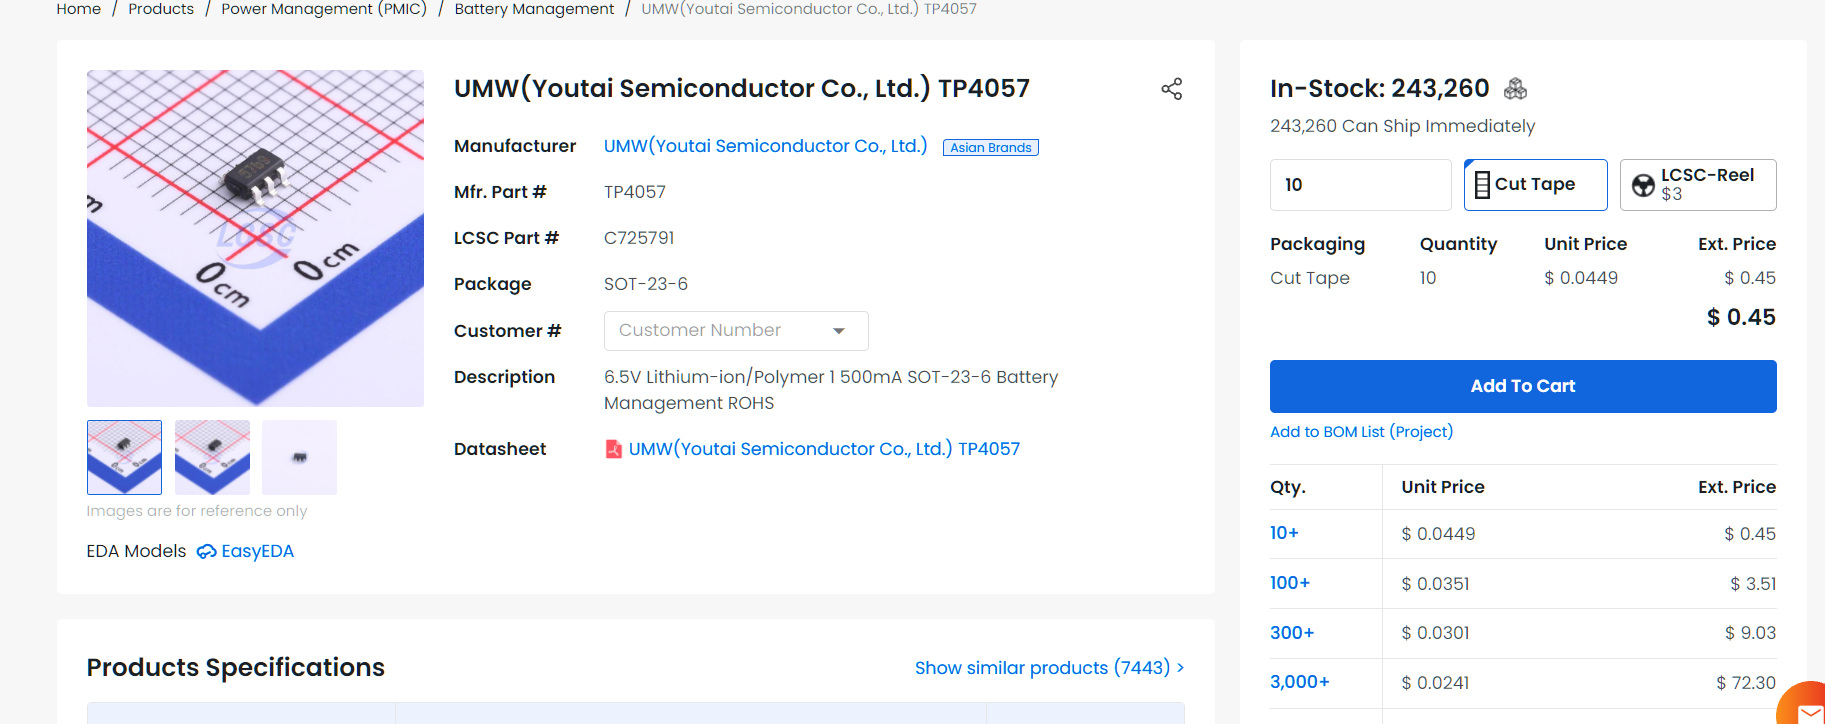 Home / Products / Power Management (PMIC) / Battery Management / UMW(Youtai Semiconductor Co., Ltd.) TP4057
UMW(Youtai Semiconductor Co., Ltd.) TP4057
Manufacturer UMW(Youtai Semiconductor Co., Ltd.) Asian Brands
Mfr. Part # TP4057
LCSC Part # C725791
Package SOT-23-6
Customer # Customer Number
Description 6.5V Lithium-ion/Polymer 1 500mA SOT-23-6 Battery
Management ROHS
Datasheet UMW(Youtai Semiconductor Co., Ltd.) TP4057
57b9
LCSC
0 cm
0 cm
Images are for reference only
EDA Models EasyEDA
Products Specifications
Show similar products (7443) >
In-Stock: 243,260
243,260 Can Ship Immediately
10
Cut Tape
LCSC-Reel
$3
Packaging Quantity Unit Price Ext. Price
Cut Tape 10 $ 0.0449 $ 0.45
$ 0.45
Add To Cart
Add to BOM List (Project)
Qty. Unit Price Ext. Price
10+ $ 0.0449 $ 0.45
100+ $ 0.0351 $ 3.51
300+ $ 0.0301 $ 9.03
3,000+ $ 0.0241 $ 72.30